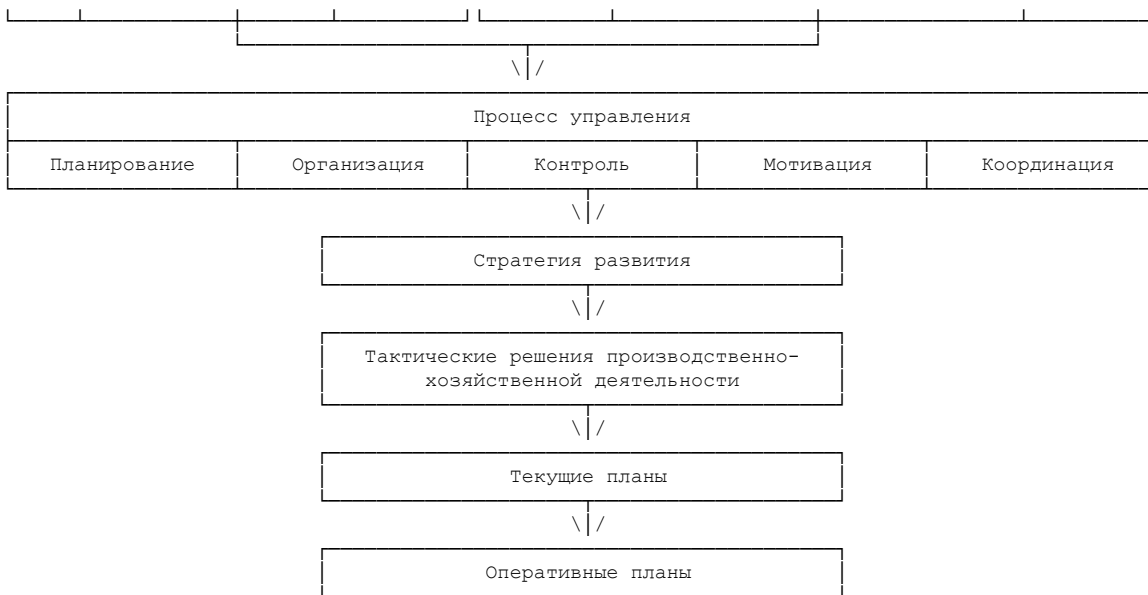 Процесс управления
Планирование Организация Контроль Мотивация Координация
Стратегия развития
Тактические решения производственно-
хозяйственной деятельности
Текущие планы
Оперативные планы